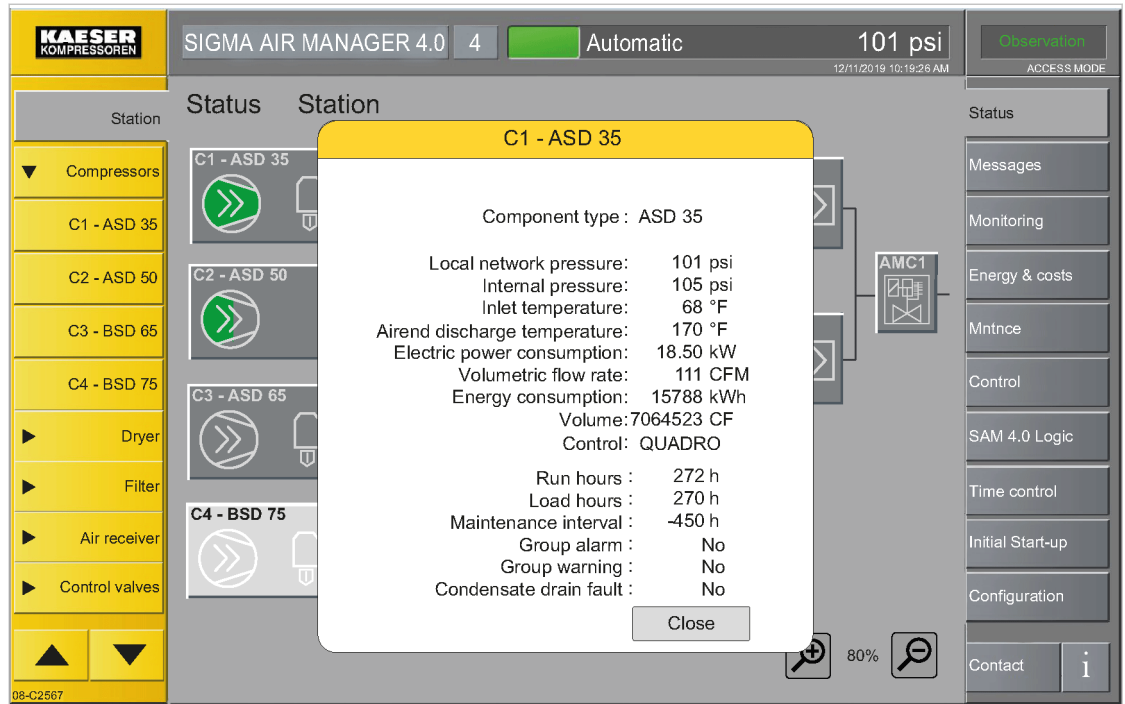 KAESER
KOMPRESSOREN
SIGMA AIR MANAGER 4.0 4 Automatic 101 psi
12/11/2019 10:19:26 AM
Observation
ACCESS MODE
Station
Compressors
C1 - ASD 35
C2 - ASD 50
C3 - BSD 65
C4 - BSD 75
Dryer
Filter
Air receiver
Control valves
08-C2567
Status Station
C1 - ASD 35
C2 - ASD 50
C3 - ASD 65
C4 - BSD 75
AMC1
C1 - ASD 35
Component type : ASD 35
Local network pressure: 101 psi
Internal pressure: 105 psi
Inlet temperature: 68 °F
Airend discharge temperature: 170 °F
Electric power consumption: 18.50 kW
Volumetric flow rate: 111 CFM
Energy consumption: 15788 kWh
Volume:7064523 CF
Control: QUADRO
Run hours : 272 h
Load hours : 270 h
Maintenance interval : -450 h
Group alarm : No
Group warning : No
Condensate drain fault : No
Close
80%
Status
Messages
Monitoring
Energy & costs
Mntnce
Control
SAM 4.0 Logic
Time control
Initial Start-up
Configuration
Contact i